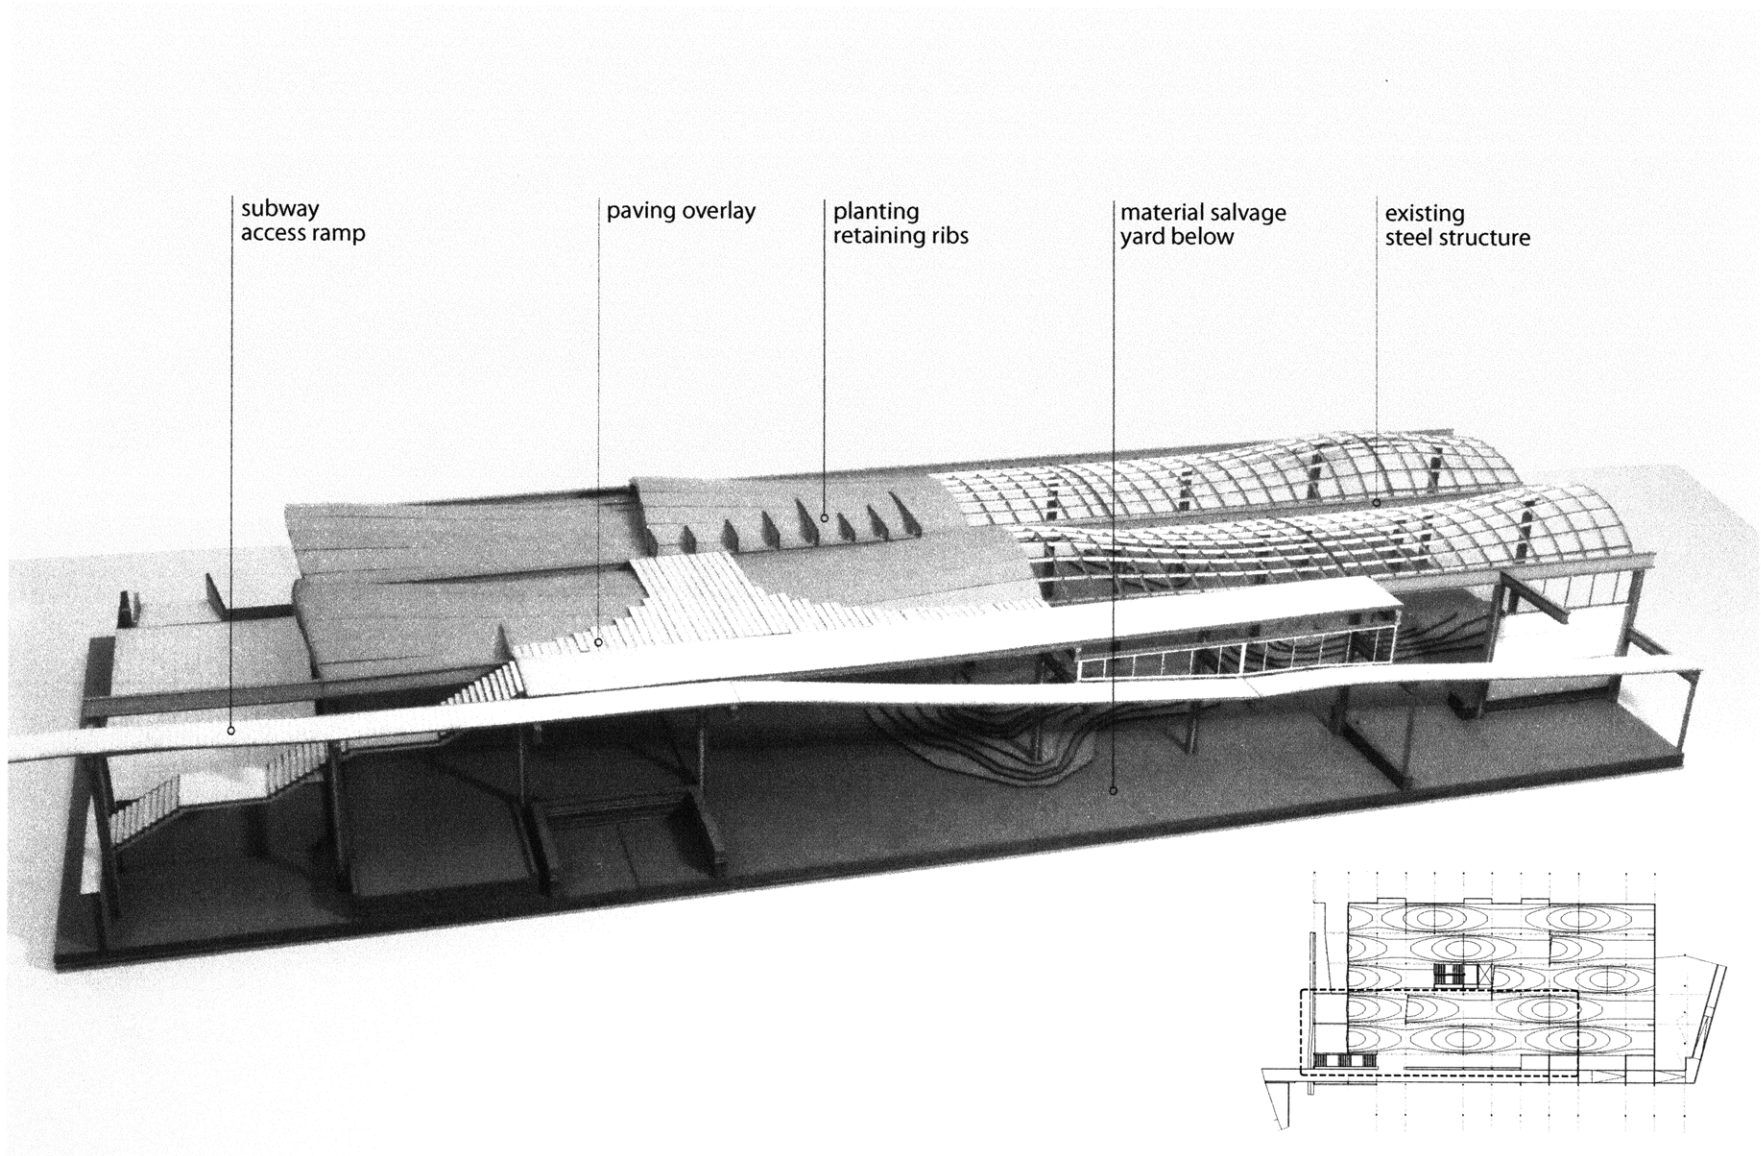 subway
access ramp
paving overlay
planting
retaining ribs
material salvage
yard below
existing
steel structure